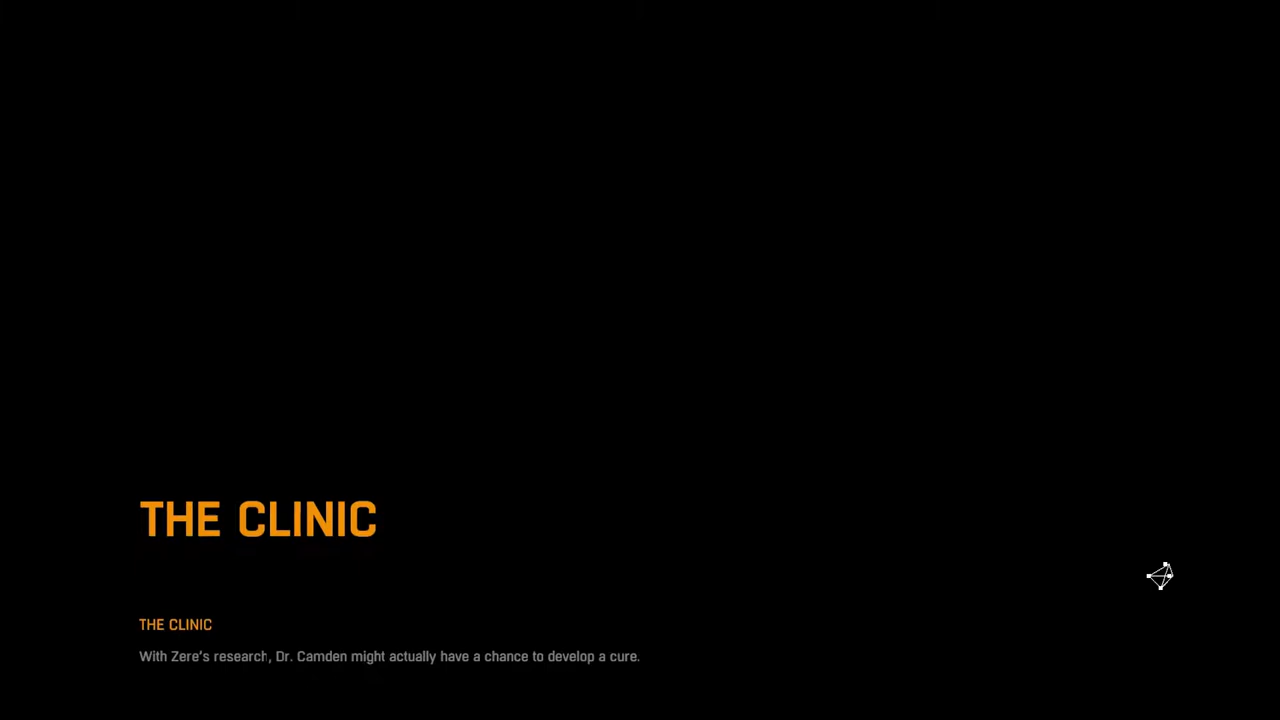 THE CLINIC
THE CLINIC
With Zere's research, Dr. Camden might actually have a chance to develop a cure.